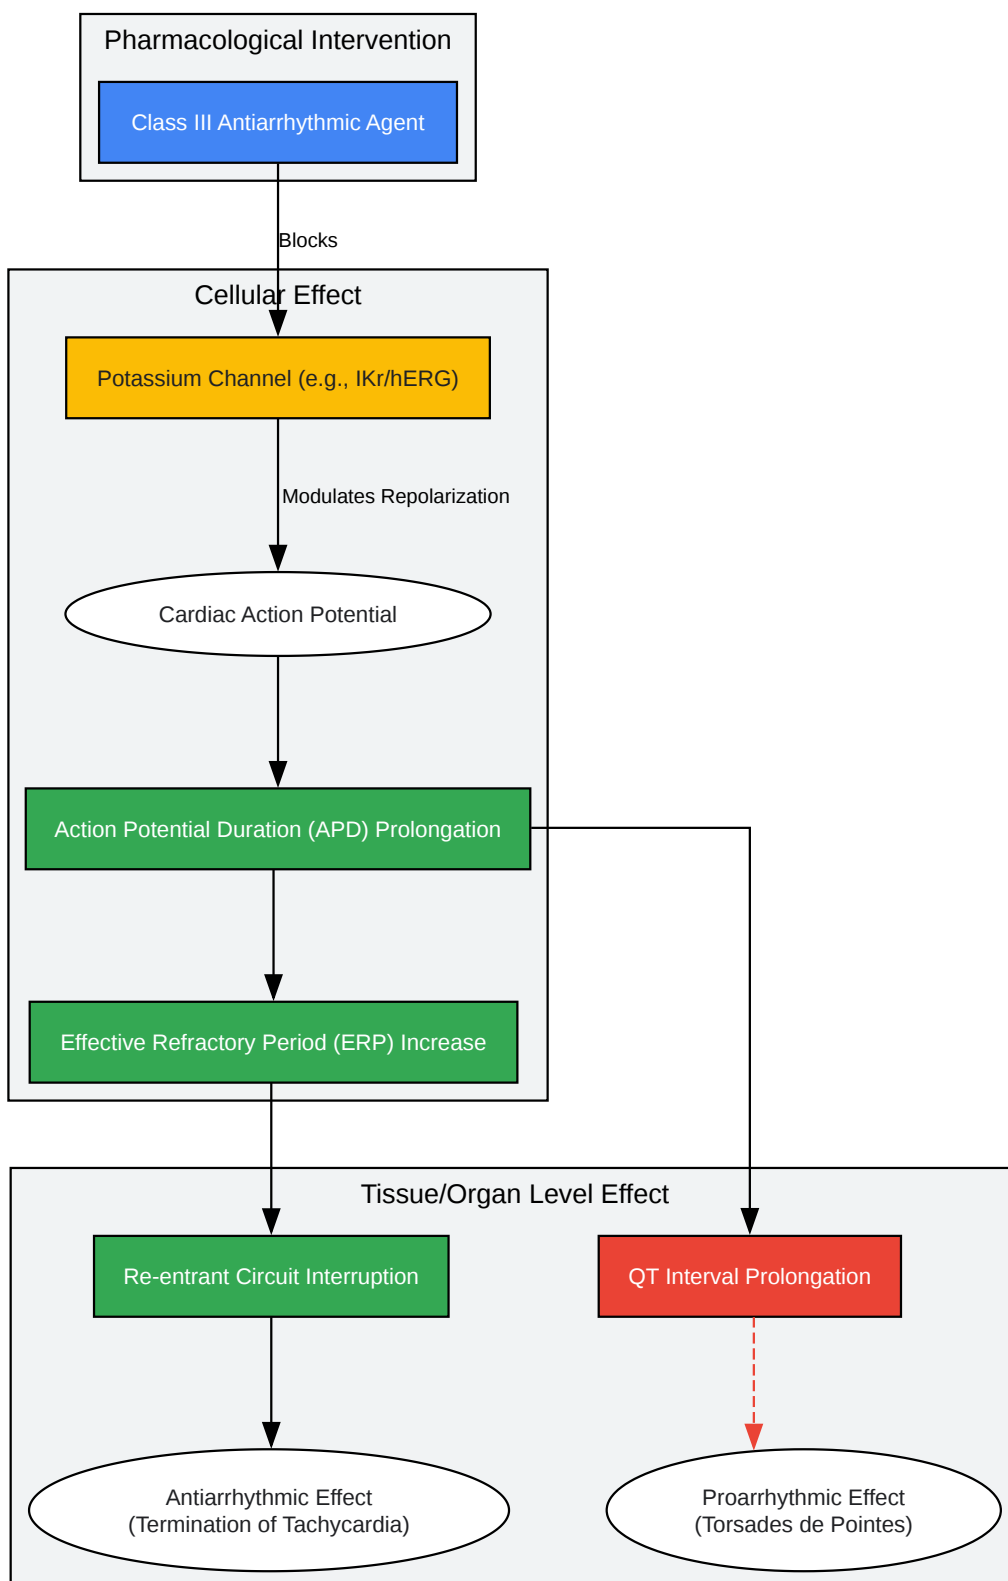 Pharmacological Intervention
Class III Antiarrhythmic Agent
Blocks
Cellular Effect
Potassium Channel (e.g., IKr/hERG)
Modulates Repolarization
Cardiac Action Potential
Action Potential Duration (APD) Prolongation
Effective Refractory Period (ERP) Increase
Tissue/Organ Level Effect
Re-entrant Circuit Interruption
QT Interval Prolongation
Antiarrhythmic Effect
(Termination of Tachycardia)
Proarrhythmic Effect
(Torsades de Pointes)